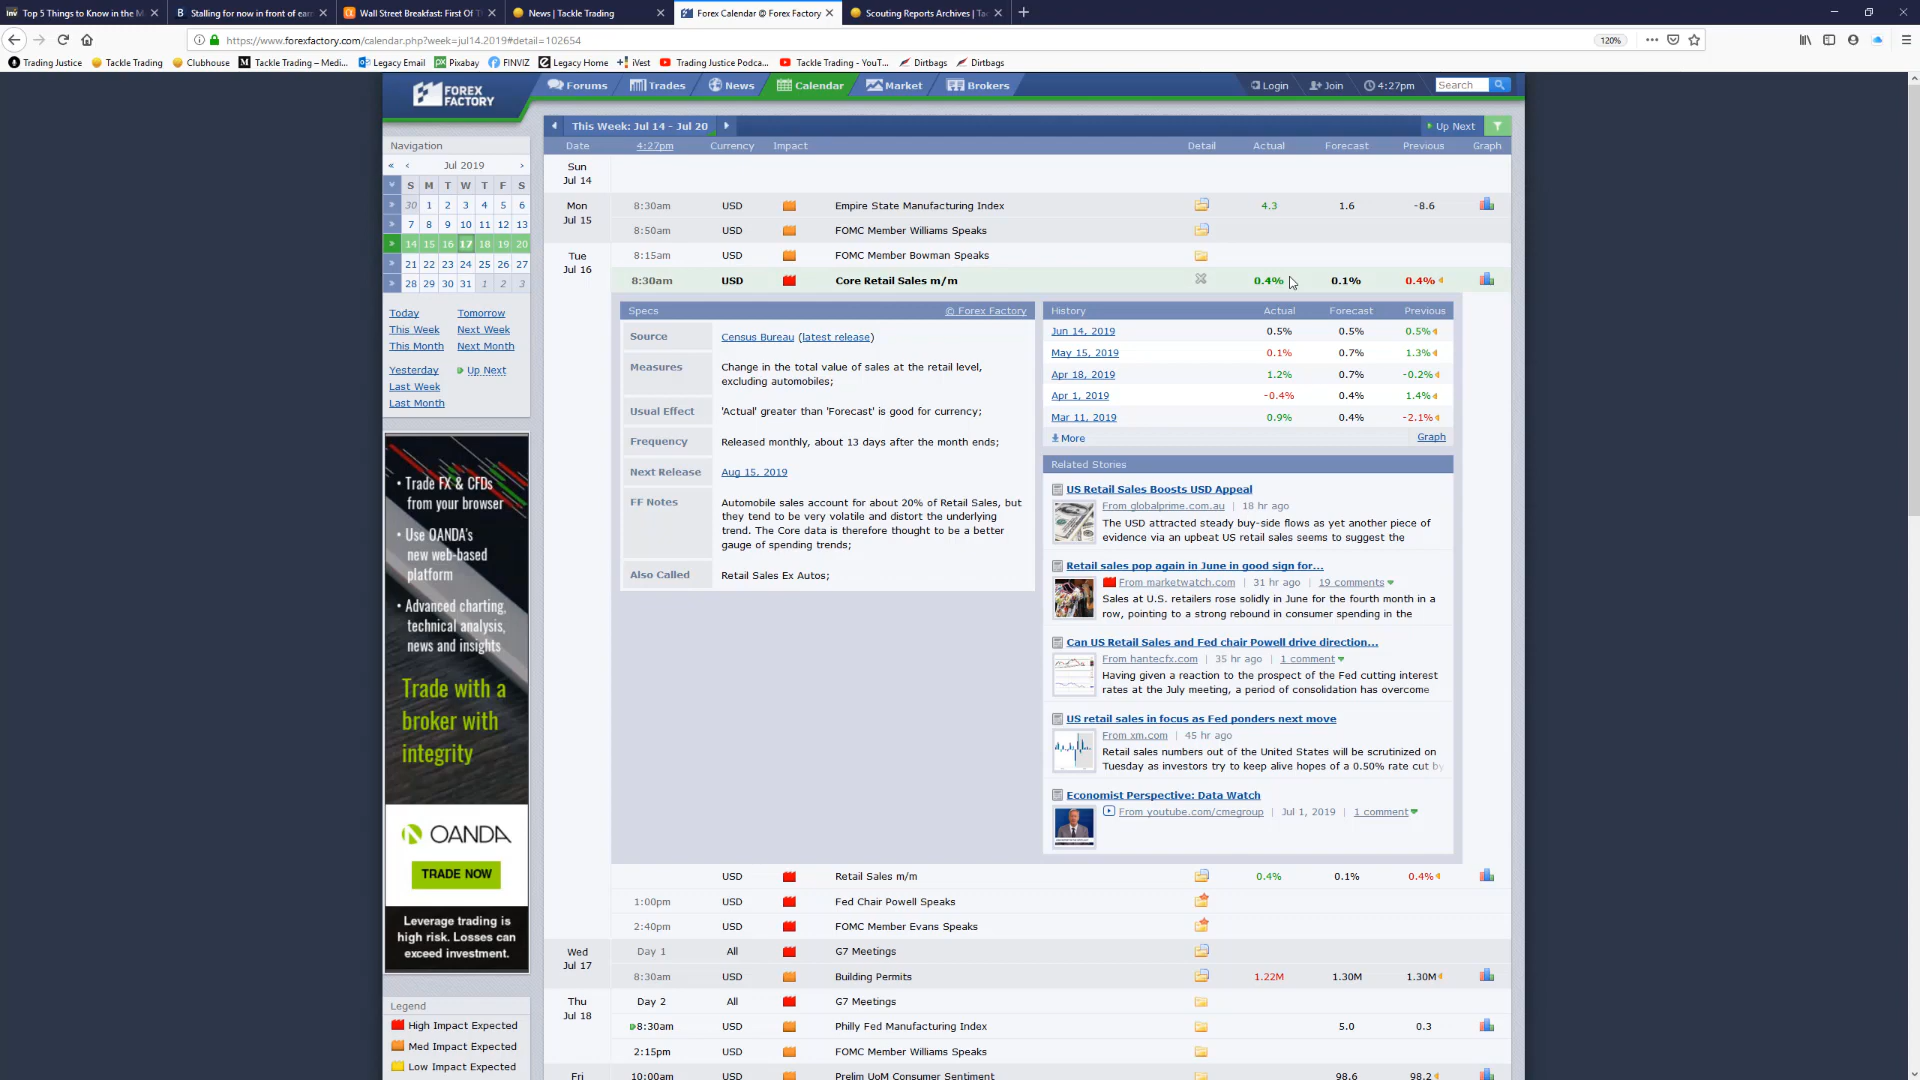 Top 5 Things to Know in the M
Stalling for now in front of earn
Wall Street Breakfast: First Of T
News | Tackle Trading
Forex Calendar @ Forex Factory
Scouting Reports Archives | Ta
https://www.forexfactory.com/calendar.php?week=jul14.2019#detail=102654
120%
Trading Justice
Tackle Trading
Clubhouse
Tackle Trading – Medi...
Legacy Email
Pixabay
FINVIZ
Legacy Home
iVest
Trading Justice Podca...
Tackle Trading - YouT...
Dirtbags
Dirtbags
FOREX FACTORY
Forums
Trades
News
Calendar
Market
Brokers
Login
Join
4:27pm
Search
Navigation
« ‹ Jul 2019 ›
S M T W T F S
30 1 2 3 4 5 6
7 8 9 10 11 12 13
14 15 16 17 18 19 20
21 22 23 24 25 26 27
28 29 30 31 1 2 3
Today Tomorrow
This Week Next Week
This Month Next Month
Yesterday Up Next
Last Week
Last Month
• Trade FX & CFDs
from your browser
• Use OANDA's
new web-based
platform
• Advanced charting,
technical analysis,
news and insights
Trade with a
broker with
integrity
OANDA
TRADE NOW
Leverage trading is
high risk. Losses can
exceed investment.
Legend
High Impact Expected
Med Impact Expected
Low Impact Expected
This Week: Jul 14 - Jul 20
Up Next
Date 4:27pm Currency Impact Detail Actual Forecast Previous Graph
Sun
Jul 14
Mon
Jul 15
8:30am USD Empire State Manufacturing Index 4.3 1.6 -8.6
8:50am USD FOMC Member Williams Speaks
Tue
Jul 16
8:15am USD FOMC Member Bowman Speaks
8:30am USD Core Retail Sales m/m 0.4% 0.1% 0.4%
Specs © Forex Factory
Source Census Bureau (latest release)
Measures Change in the total value of sales at the retail level,
excluding automobiles;
Usual Effect 'Actual' greater than 'Forecast' is good for currency;
Frequency Released monthly, about 13 days after the month ends;
Next Release Aug 15, 2019
FF Notes Automobile sales account for about 20% of Retail Sales, but
they tend to be very volatile and distort the underlying
trend. The Core data is therefore thought to be a better
gauge of spending trends;
Also Called Retail Sales Ex Autos;
History Actual Forecast Previous
Jun 14, 2019 0.5% 0.5% 0.5%
May 15, 2019 0.1% 0.7% 1.3%
Apr 18, 2019 1.2% 0.7% -0.2%
Apr 1, 2019 -0.4% 0.4% 1.4%
Mar 11, 2019 0.9% 0.4% -2.1%
More Graph
Related Stories
US Retail Sales Boosts USD Appeal
From globalprime.com.au | 18 hr ago
The USD attracted steady buy-side flows as yet another piece of
evidence via an upbeat US retail sales seems to suggest the
Retail sales pop again in June in good sign for...
From marketwatch.com | 31 hr ago | 19 comments
Sales at U.S. retailers rose solidly in June for the fourth month in a
row, pointing to a strong rebound in consumer spending in the
Can US Retail Sales and Fed chair Powell drive direction...
From hantecfx.com | 35 hr ago | 1 comment
Having given a reaction to the prospect of the Fed cutting interest
rates at the July meeting, a period of consolidation has overcome
US retail sales in focus as Fed ponders next move
From xm.com | 45 hr ago
Retail sales numbers out of the United States will be scrutinized on
Tuesday as investors try to keep alive hopes of a 0.50% rate cut by
Economist Perspective: Data Watch
From youtube.com/cmegroup | Jul 1, 2019 | 1 comment
USD Retail Sales m/m 0.4% 0.1% 0.4%
1:00pm USD Fed Chair Powell Speaks
2:40pm USD FOMC Member Evans Speaks
Wed
Jul 17
Day 1 All G7 Meetings
8:30am USD Building Permits 1.22M 1.30M 1.30M
Thu
Jul 18
Day 2 All G7 Meetings
8:30am USD Philly Fed Manufacturing Index 5.0 0.3
2:15pm USD FOMC Member Williams Speaks
Fri 10:00am USD Prelim UoM Consumer Sentiment 98.6 98.2